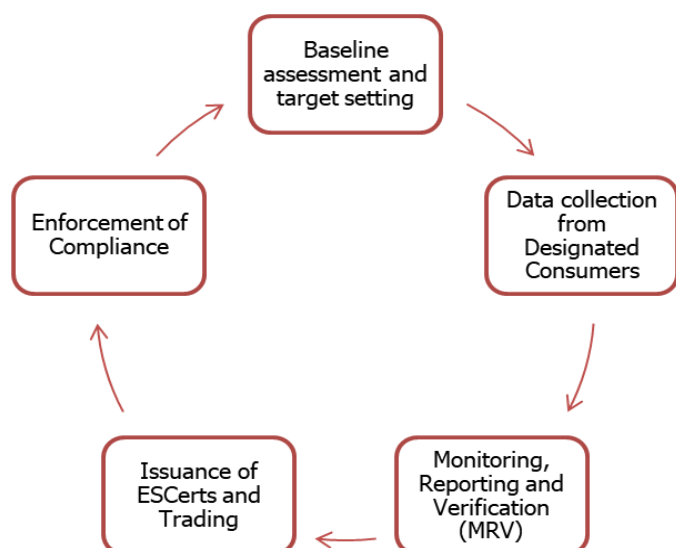 Baseline
assessment and
target setting
Data collection
from
Designated
Consumers
Monitoring,
Reporting and
Verification
(MRV)
Issuance of
ESCerts and
Trading
Enforcement of
Compliance